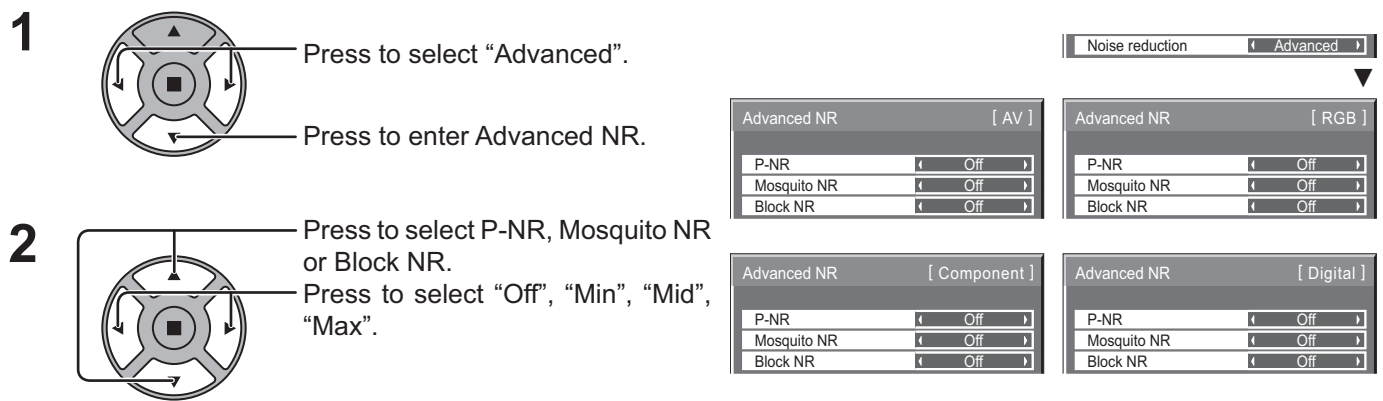 1
Press to select “Advanced”.
Press to enter Advanced NR.
Noise reduction Advanced
Advanced NR [ AV ]
P-NR Off
Mosquito NR Off
Block NR Off
Advanced NR [ RGB ]
P-NR Off
Mosquito NR Off
Block NR Off
2
Press to select P-NR, Mosquito NR
or Block NR.
Press to select “Off”, “Min”, “Mid”,
“Max”.
Advanced NR [ Component ]
P-NR Off
Mosquito NR Off
Block NR Off
Advanced NR [ Digital ]
P-NR Off
Mosquito NR Off
Block NR Off